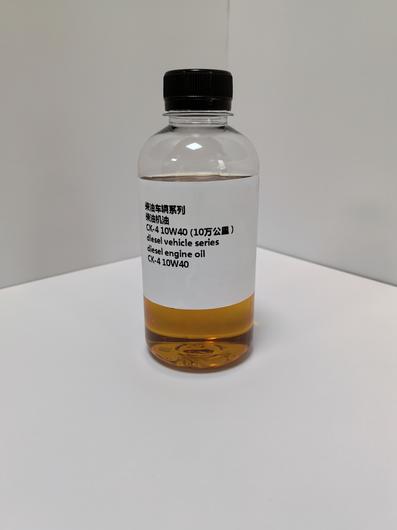 柴油车辆系列
柴油机油
CK-4 10W40 (10万公里)
diesel vehicle series
diesel engine oil
CK-4 10W40